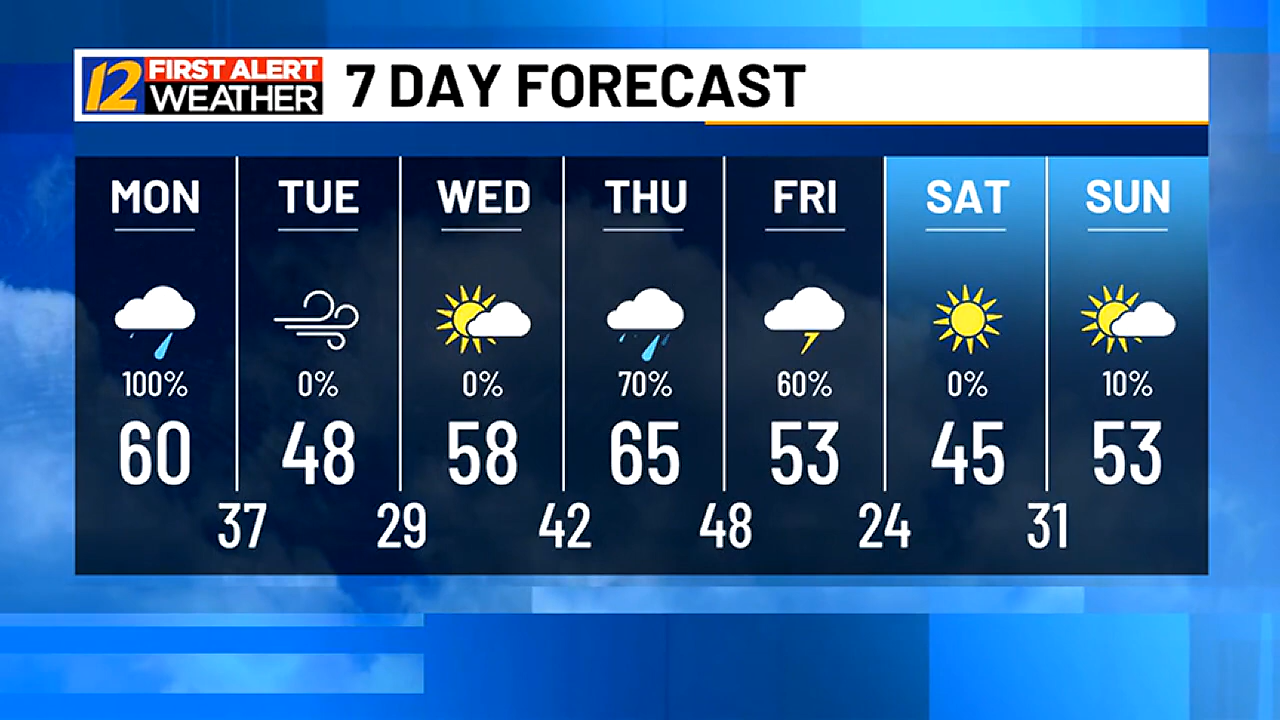 12 FIRST ALERT WEATHER
7 DAY FORECAST
MON TUE WED THU FRI SAT SUN
100% 0% 0% 70% 60% 0% 10%
60 48 58 65 53 45 53
37 29 42 48 24 31